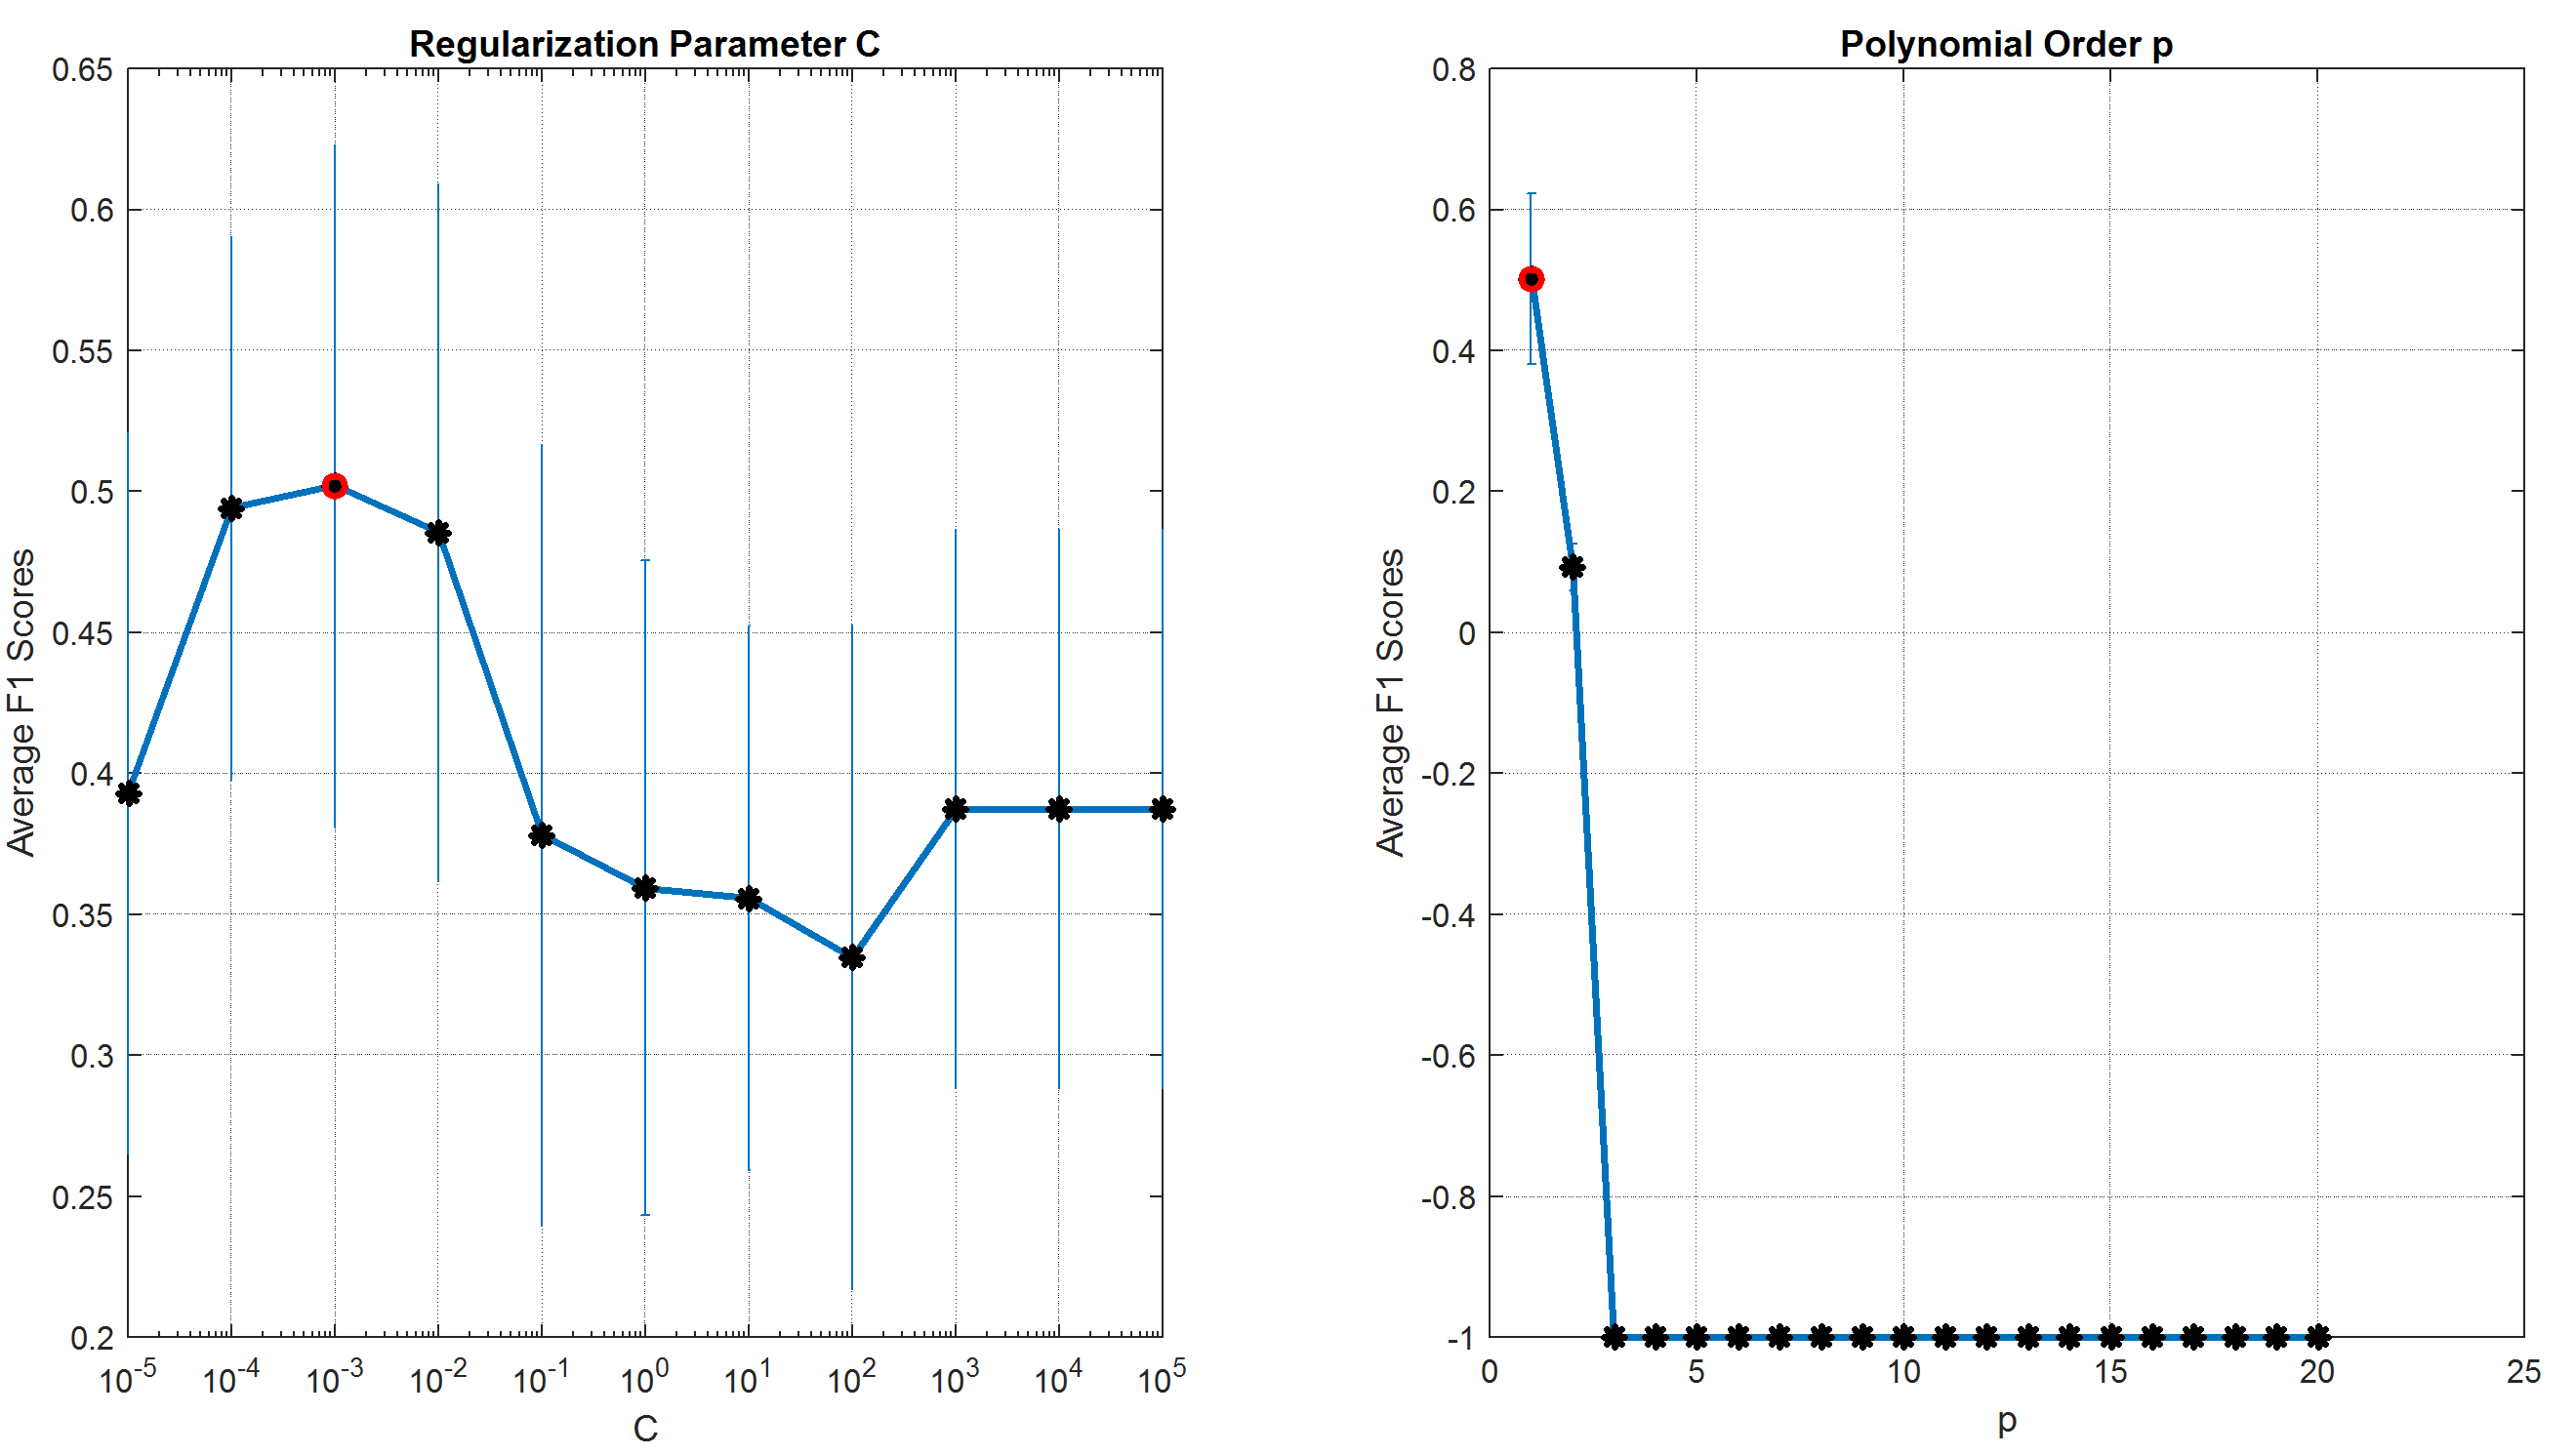 Regularization Parameter C
0.65
0.6
0.55
0.5
0.45
0.4
0.35
0.3
0.25
0.2
Average F1 Scores
10^-5 10^-4 10^-3 10^-2 10^-1 10^0 10^1 10^2 10^3 10^4 10^5
C
Polynomial Order p
0.8
0.6
0.4
0.2
0
-0.2
-0.4
-0.6
-0.8
-1
Average F1 Scores
0 5 10 15 20 25
p